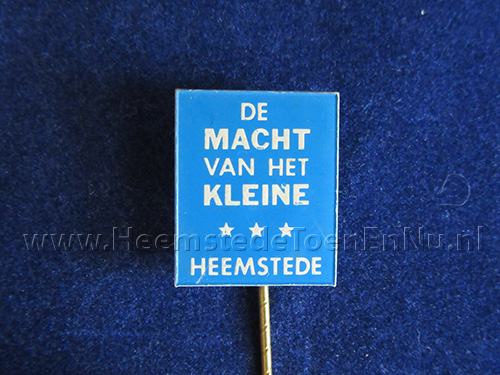 DE
MACHT
VAN HET
KLEINE
★ ★ ★
www.HeemstedeToenEnNu.nl
HEEMSTEDE